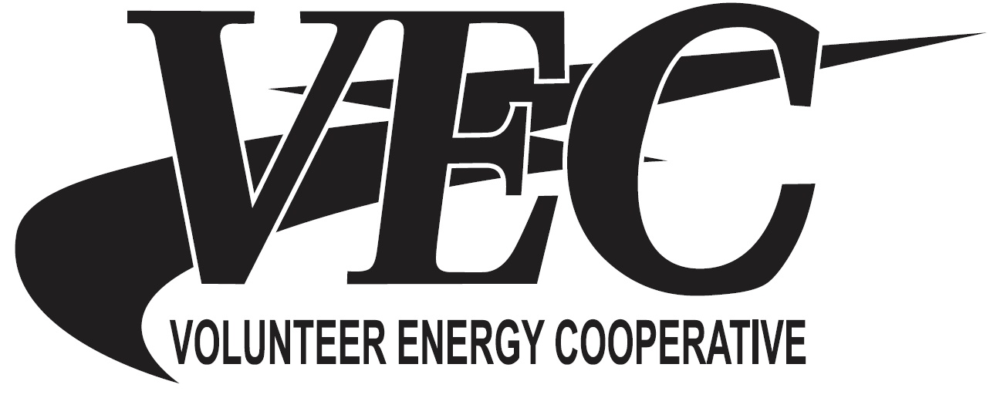 VEC
VOLUNTEER ENERGY COOPERATIVE